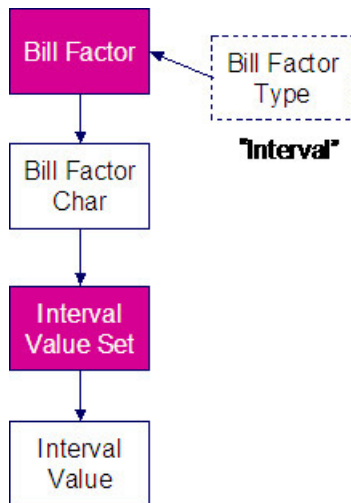 Bill Factor
Bill Factor
Type
"Interval"
Bill Factor
Char
Interval
Value Set
Interval
Value